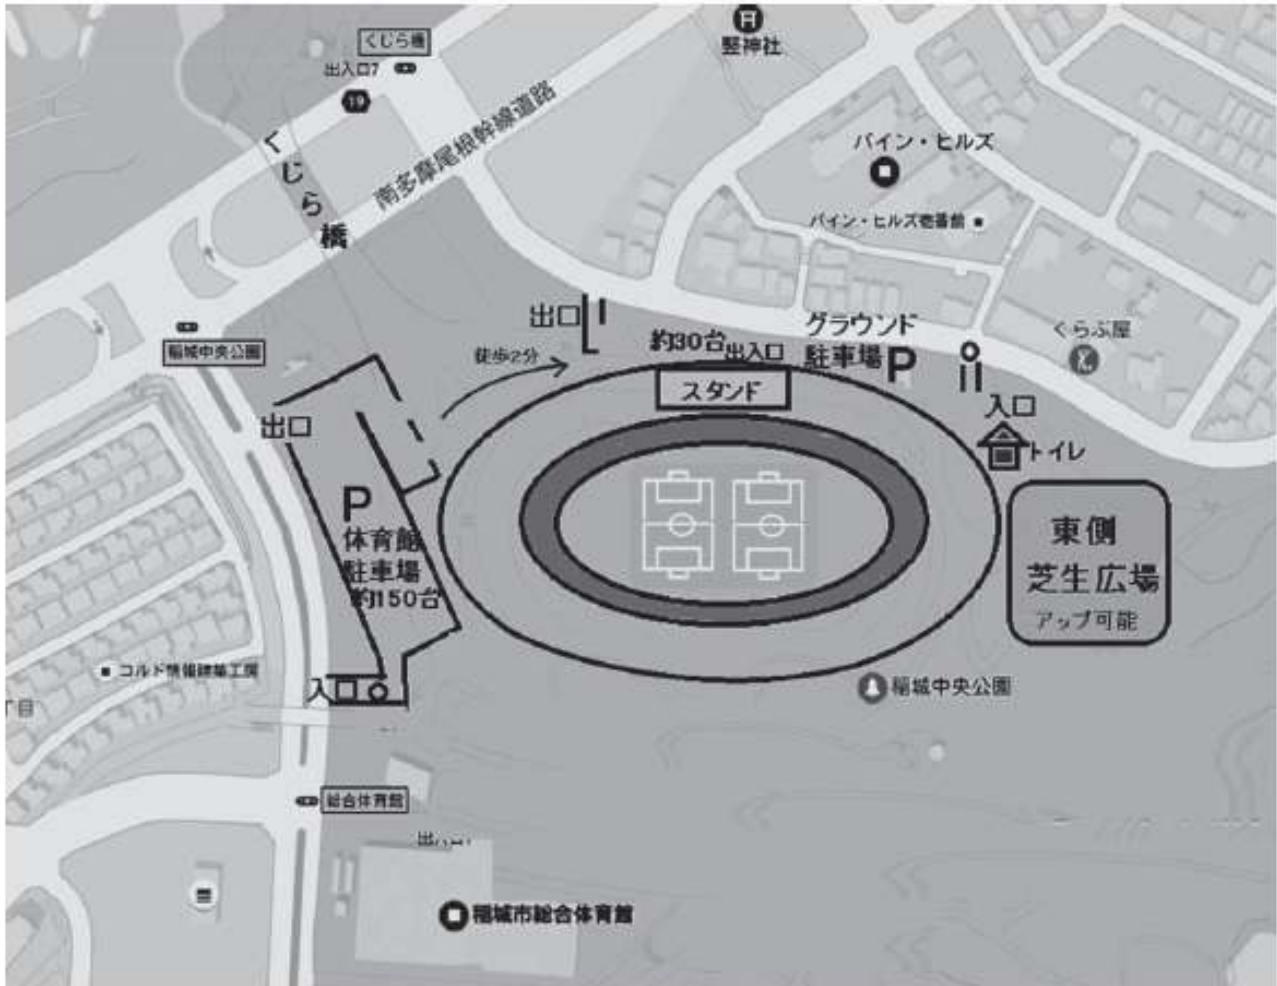 くじら橋
出入口7
19
竪神社
南多摩尾根幹線道路
くじら橋
パイン・ヒルズ
パイン・ヒルズ壱番館
出口
グラウンド
駐車場 P
約30台
出入口
スタンド
くらぶ屋
稲城中央公園
徒歩2分
入口
トイレ
出口
P
体育館
駐車場
約150台
東側
芝生広場
アップ可能
コルド情報建築工房
入口
稲城中央公園
丁目
総合体育館
稲城市総合体育館